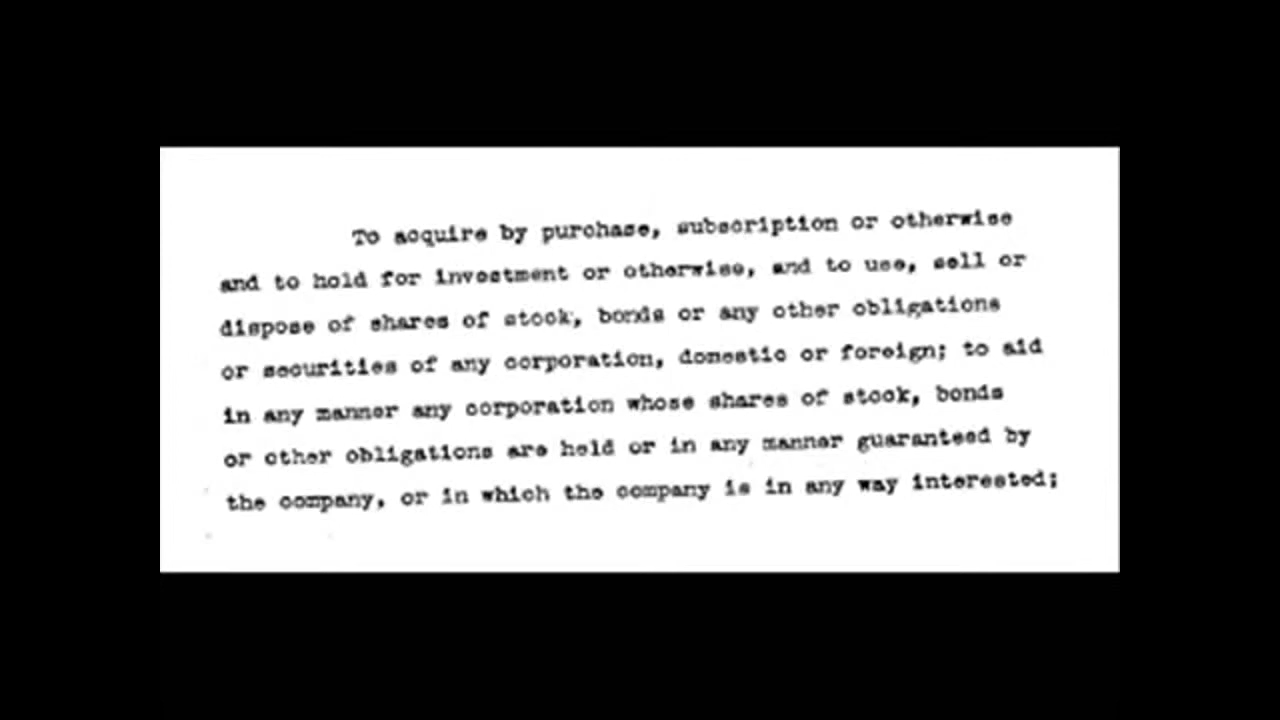 To acquire by purchase, subscription or otherwise
and to hold for investment or otherwise, and to use, sell or
dispose of shares of stock, bonds or any other obligations
or securities of any corporation, domestic or foreign; to aid
in any manner any corporation whose shares of stock, bonds
or other obligations are held or in any manner guaranteed by
the company, or in which the company is in any way interested;